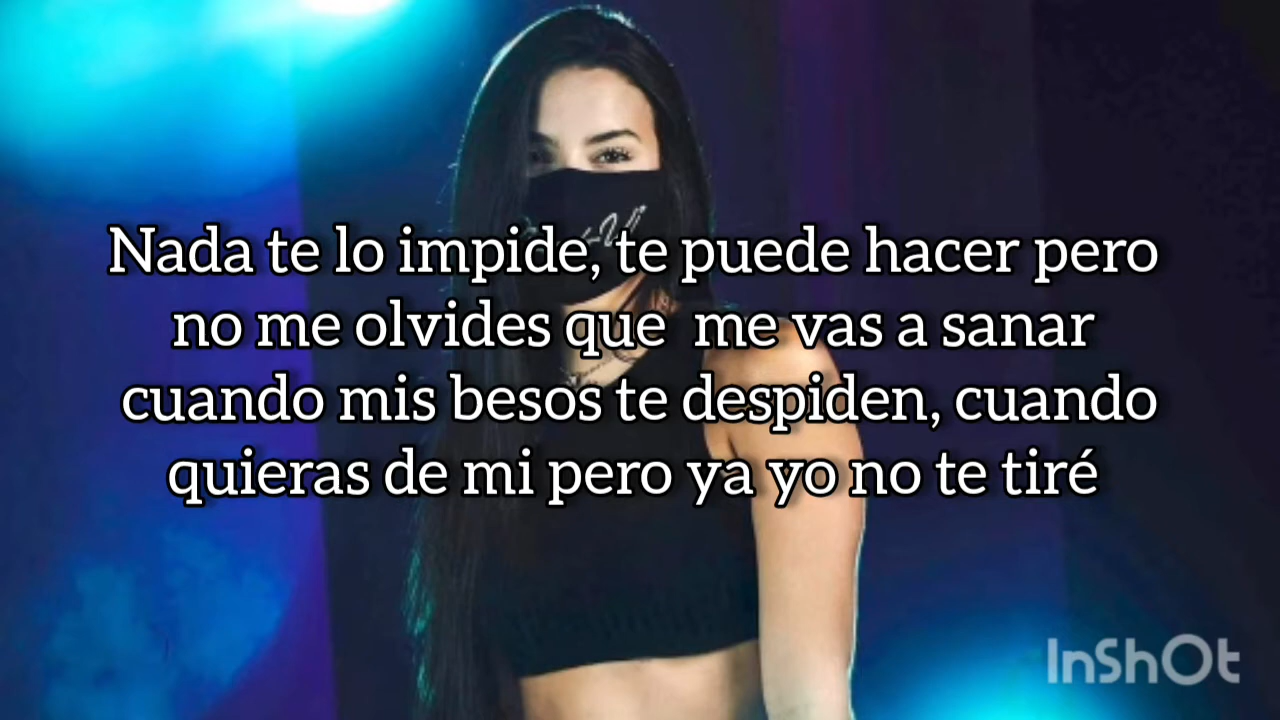 Nada te lo impide, te puede hacer pero
no me olvides que  me vas a sanar
cuando mis besos te despiden, cuando
quieras de mi pero ya yo no te tiré
InShOt